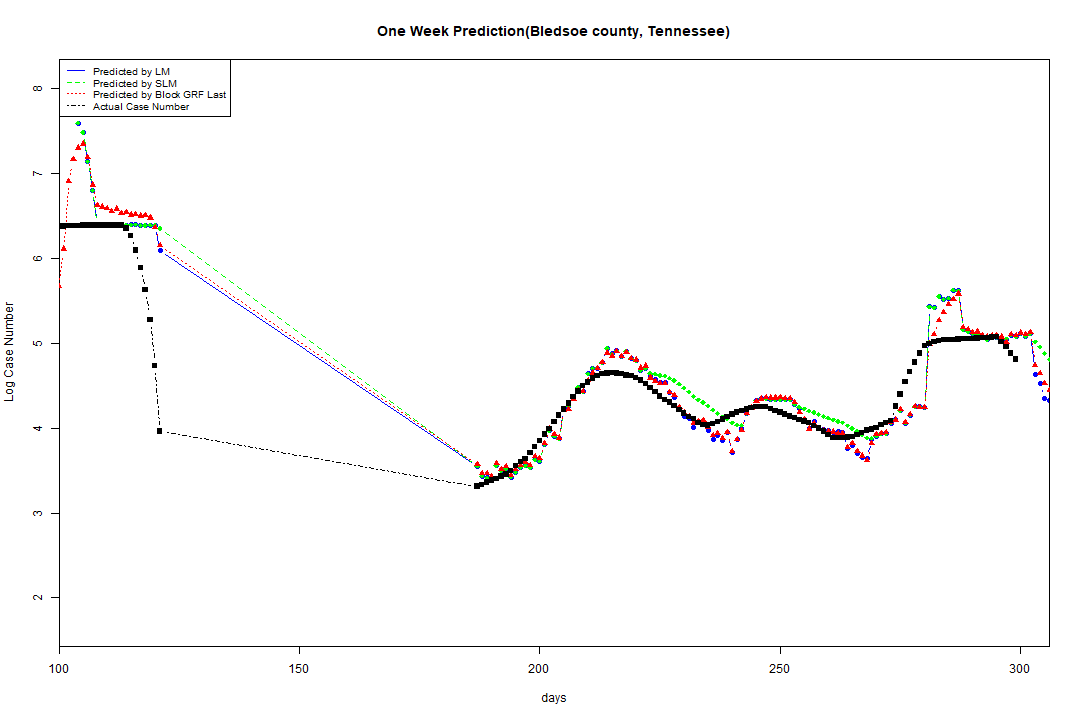 One Week Prediction(Bledsoe county, Tennessee)
Predicted by LM
Predicted by SLM
Predicted by Block GRF Last
Actual Case Number
8
7
6
5
4
3
2
Log Case Number
100 150 200 250 300
days